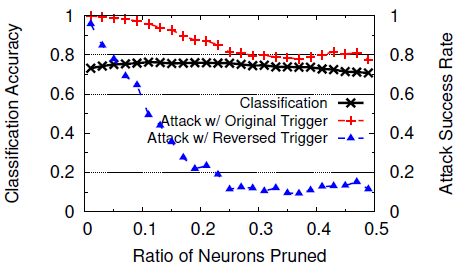 Classification Accuracy
1
0.8
0.6
0.4
0.2
0
Classification
Attack w/ Original Trigger
Attack w/ Reversed Trigger
1
0.8
0.6
0.4
0.2
0
Attack Success Rate
0 0.1 0.2 0.3 0.4 0.5
Ratio of Neurons Pruned